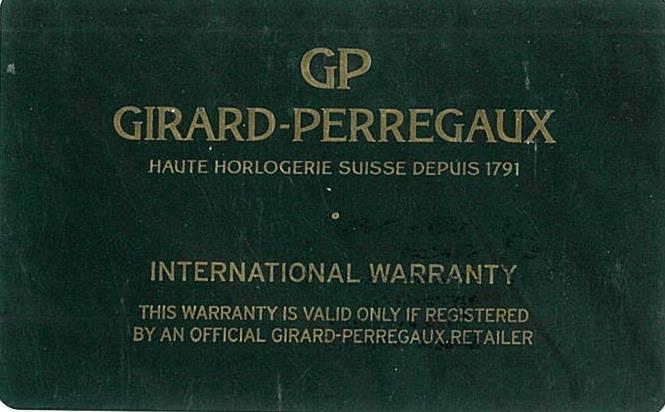 GP
GIRARD-PERREGAUX
HAUTE HORLOGERIE SUISSE DEPUIS 1791
INTERNATIONAL WARRANTY
THIS WARRANTY IS VALID ONLY IF REGISTERED
BY AN OFFICIAL GIRARD-PERREGAUX RETAILER